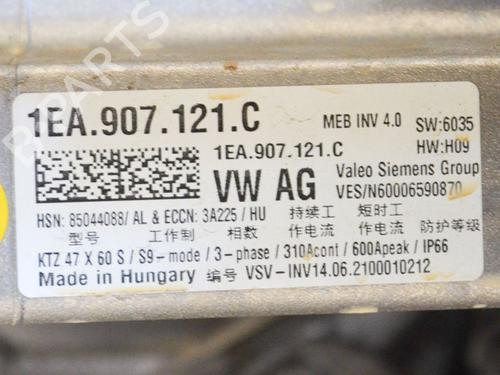 1EA.907.121.C MEB INV 4.0 SW:6035
1EA.907.121.C HW:H09
VW AG Valeo Siemens Group
VES/N60006590870
HSN: 85044088/ AL & ECCN: 3A225 / HU 持续工 短时工
型号 工作制 相数 作电流 作电流 防护等级
KTZ 47 X 60 S / S9-mode / 3-phase / 310Acont / 600Apeak / IP66
Made in Hungary 编号 VSV-INV14.06.2100010212